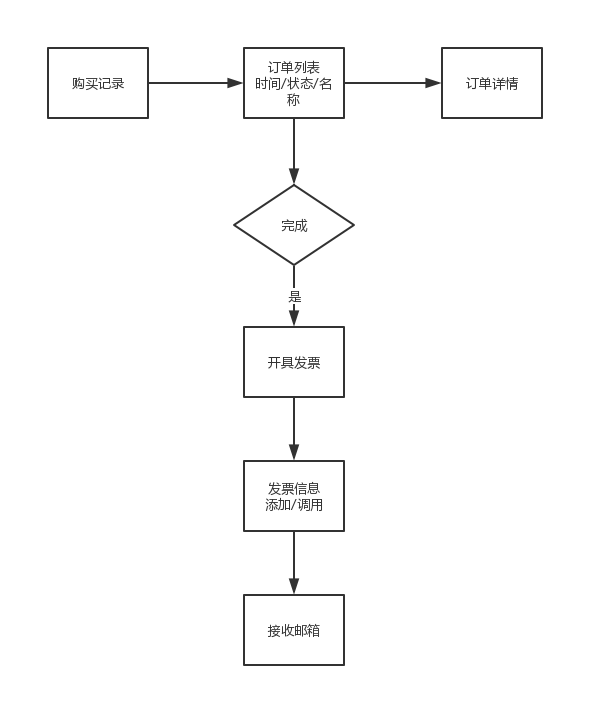 购买记录
订单列表
时间/状态/名
称
订单详情
完成
是
开具发票
发票信息
添加/调用
接收邮箱